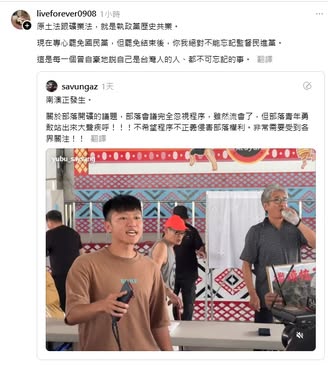 liveforever0908 1小時
原土法跟礦業法，就是執政黨歷史共業。
現在專心罷免國民黨，但罷免結束後，你我絕對不能忘記監督民進黨。
這是每一個曾自豪地說自己是台灣人的人、都不可忘記的事。 翻譯
savungaz 1天
南澳正發生。
關於部落開礦的議題，部落會議完全忽視程序，雖然流會了，但部落青年勇敢站出來大聲疾呼！！！不希望程序不正義侵害部落權利。非常需要受到各界關注！！ 翻譯
yubu_sayung